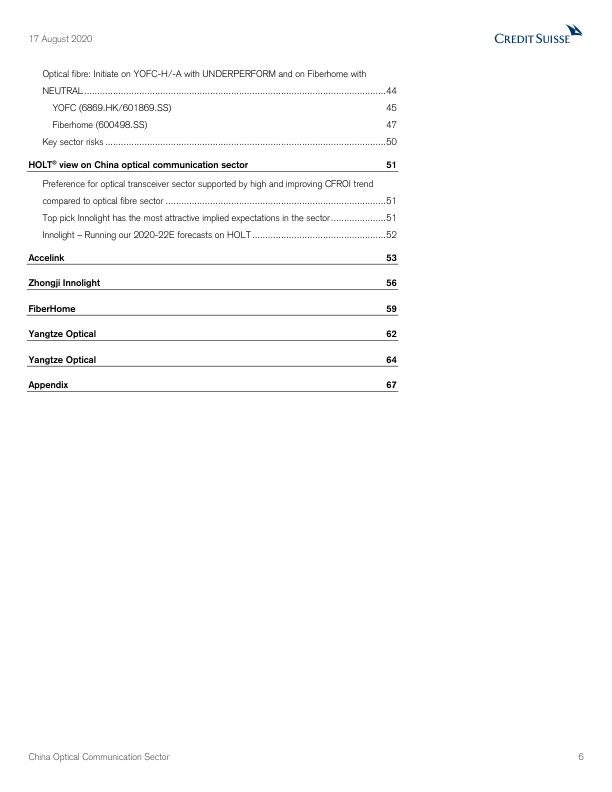 17 August 2020
CREDIT SUISSE
Optical fibre: Initiate on YOFC-H/-A with UNDERPERFORM and on Fiberhome with
NEUTRAL....................................................................................................................44
YOFC (6869.HK/601869.SS) 45
Fiberhome (600498.SS) 47
Key sector risks ...........................................................................................................50
HOLT® view on China optical communication sector 51
Preference for optical transceiver sector supported by high and improving CFROI trend
compared to optical fibre sector ....................................................................................51
Top pick Innolight has the most attractive implied expectations in the sector.....................51
Innolight – Running our 2020-22E forecasts on HOLT...................................................52
Accelink 53
Zhongji Innolight 56
FiberHome 59
Yangtze Optical 62
Yangtze Optical 64
Appendix 67
China Optical Communication Sector 6